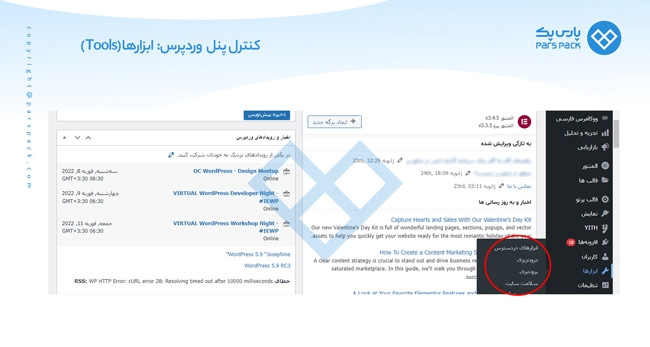 کنترل پنل وردپرس: ابزارها(Tools)
پارس پک
PARS PACK
copyright@parspack.com
ووکامرس فارسی
تجزیه و تحلیل
بازاریابی
المنتور
قالب ها
قالب پرتو
نمایش
YITH
افزونه‌ها 10
کاربران
ابزارها
تنظیمات
ابزارهای دردسترس
درون‌ریزی
برون‌بری
سلامت سایت
المنتور v3.4.5
المنتور پرو v3.3.5
+ ایجاد برگه جدید
به تازگی ویرایش شده
ژانویه 25th, 12:29
ژانویه 24th, 18:09
تماس با ما ژانویه 23rd, 03:11
اخبار و به روز رسانی ها
Capture Hearts and Sales With Our Valentine's Day Kit
Our new Valentine's Day Kit is full of wonderful landing pages, sections, popups, and vector
assets to help you quickly get your website ready for the most romantic holiday of the year.
How To Create a Content Marketing S
A clear content strategy is crucial to stand out and drive business re
saturated marketplace. In this guide, we'll walk you through
suc...
A Look at Your Favorite Elementor Features and
ذخیرهٔ پیش‌نویس
اخبار و رویدادهای وردپرس
در یکی از رویدادهای نزدیک به خودتان شرکت کنید.
OC WordPress - Design Meetup
Online
سه‌شنبه, فوریه 8, 2022
06:30 GMT+3:30
VIRTUAL WordPress Developer Night -
#IEWP
Online
چهارشنبه, فوریه 9, 2022
06:30 GMT+3:30
VIRTUAL WordPress Workshop Night -
#IEWP
Online
جمعه, فوریه 11, 2022
06:30 GMT+3:30
WordPress 5.9 "Josephine"
WordPress 5.9 RC3
خطای RSS: WP HTTP Error: cURL error 28: Resolving timed out after 10000 milliseconds